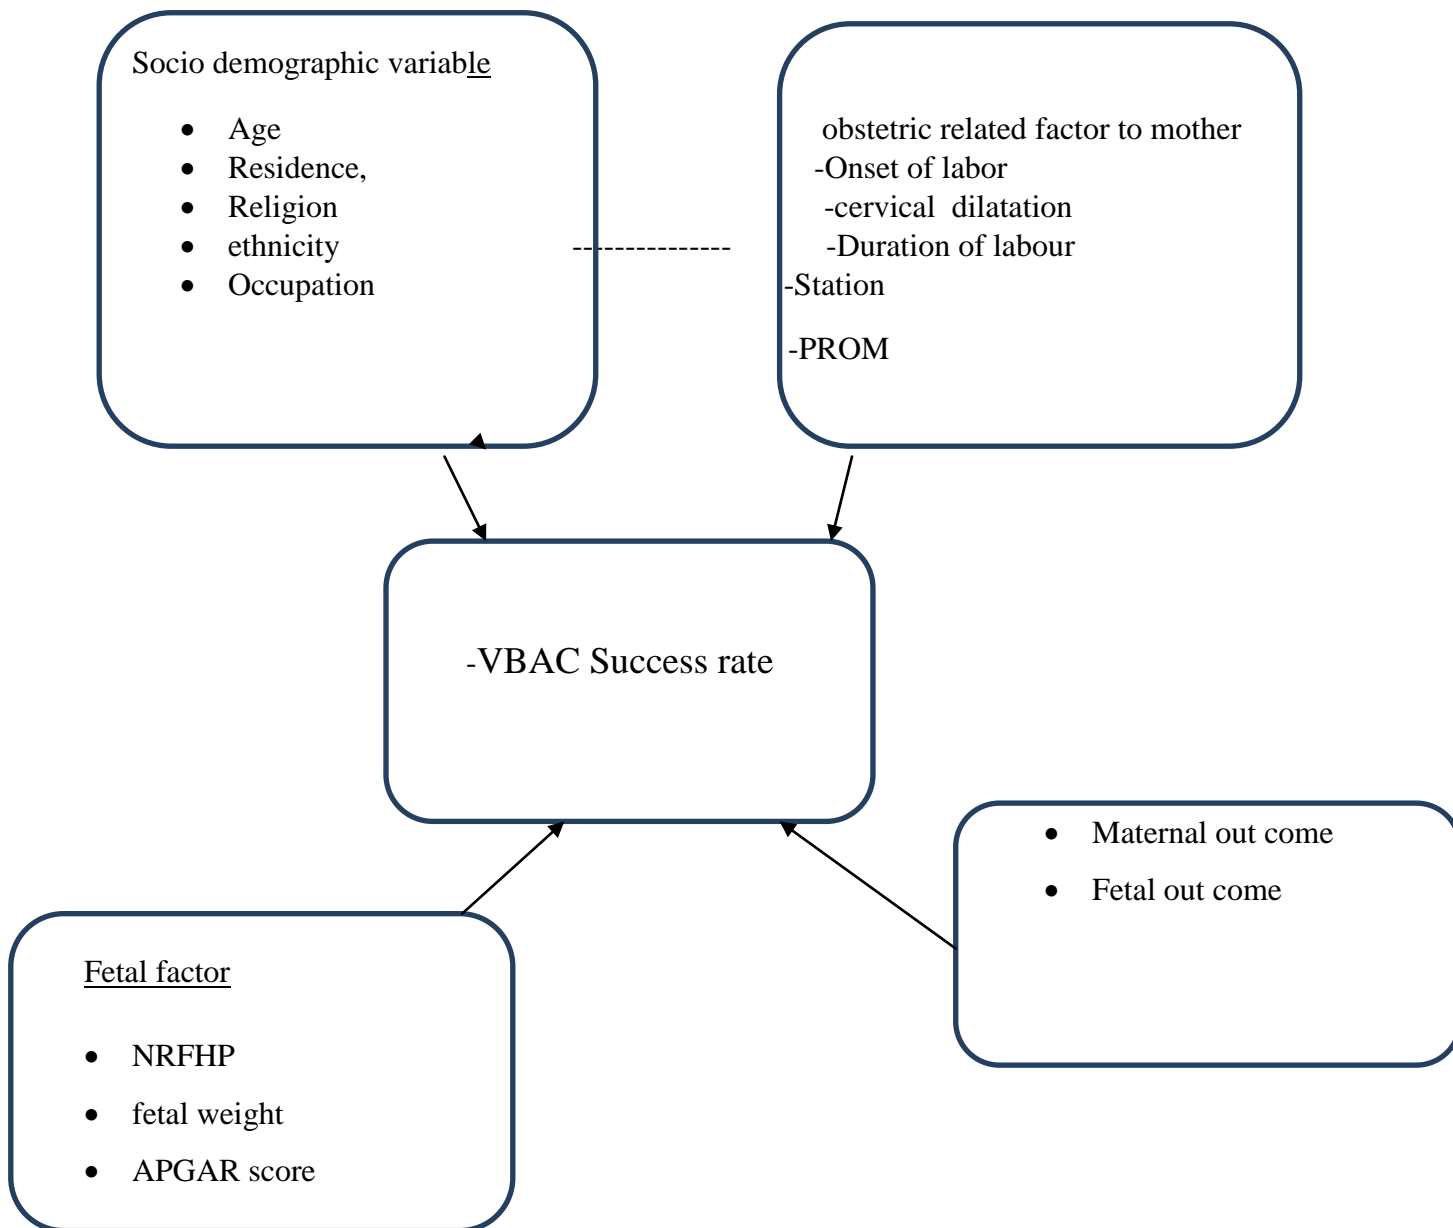 Socio demographic variable
• Age
• Residence,
• Religion
• ethnicity
• Occupation
obstetric related factor to mother
-Onset of labor
-cervical dilatation
-Duration of labour
-Station
-PROM
-VBAC Success rate
• Maternal out come
• Fetal out come
Fetal factor
• NRFHP
• fetal weight
• APGAR score